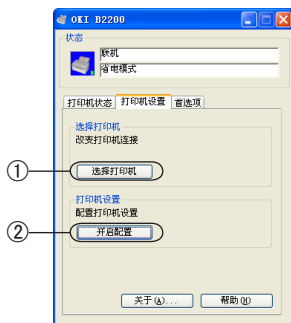 OKI B2200
状态
联机
省电模式
打印机状态 打印机设置 首选项
选择打印机
改变打印机连接
① 选择打印机
打印机设置
配置打印机设置
② 开启配置
关于(A)... 帮助(H)